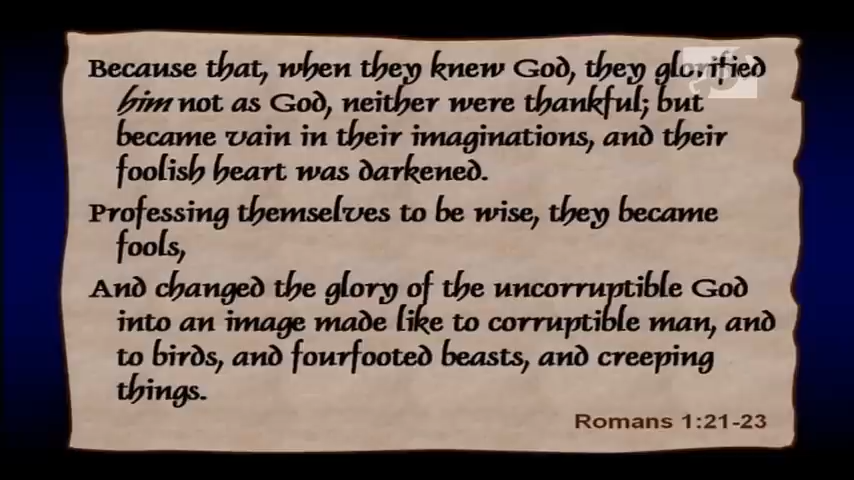 Because that, when they knew God, they glorified
him not as God, neither were thankful; but
became vain in their imaginations, and their
foolish heart was darkened.
Professing themselves to be wise, they became
fools,
And changed the glory of the uncorruptible God
into an image made like to corruptible man, and
to birds, and fourfooted beasts, and creeping
things.
Romans 1:21-23